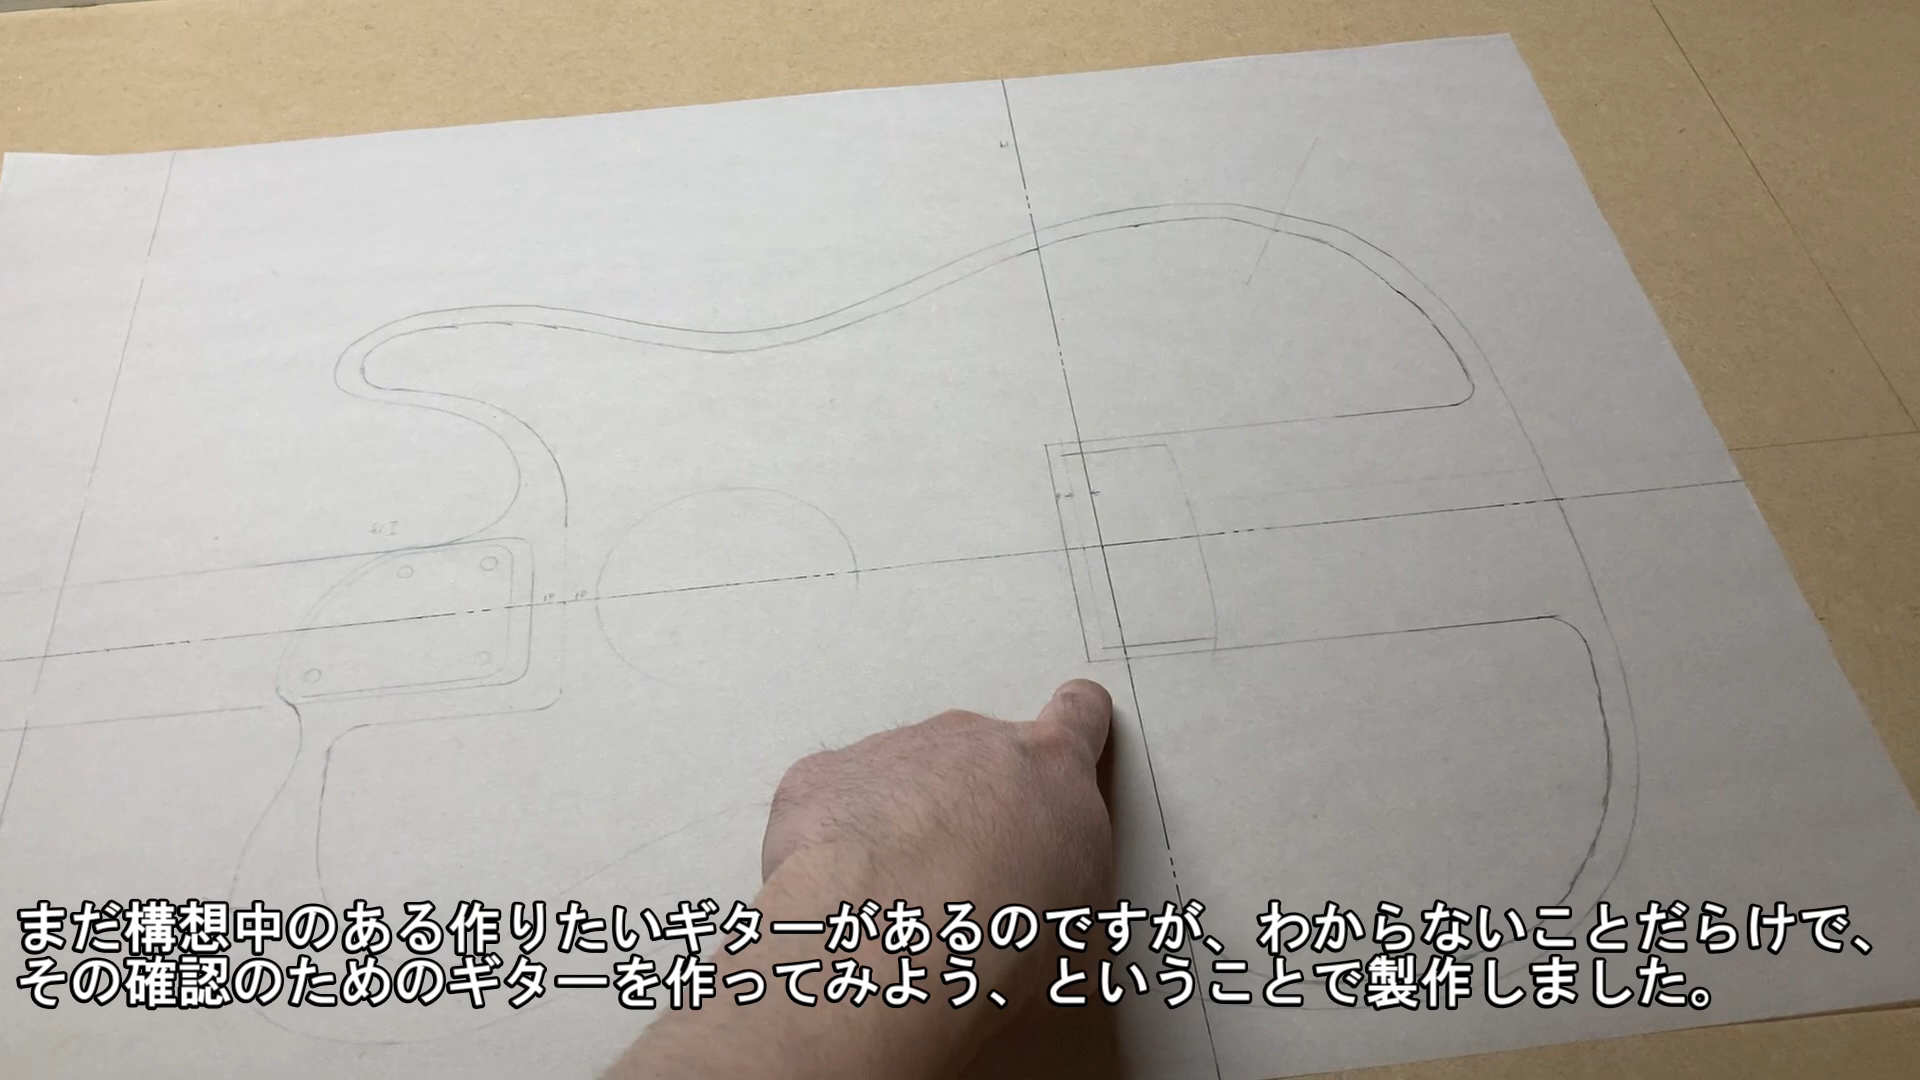 まだ構想中のある作りたいギターがあるのですが、わからないことだらけで、
その確認のためのギターを作ってみよう、ということで製作しました。